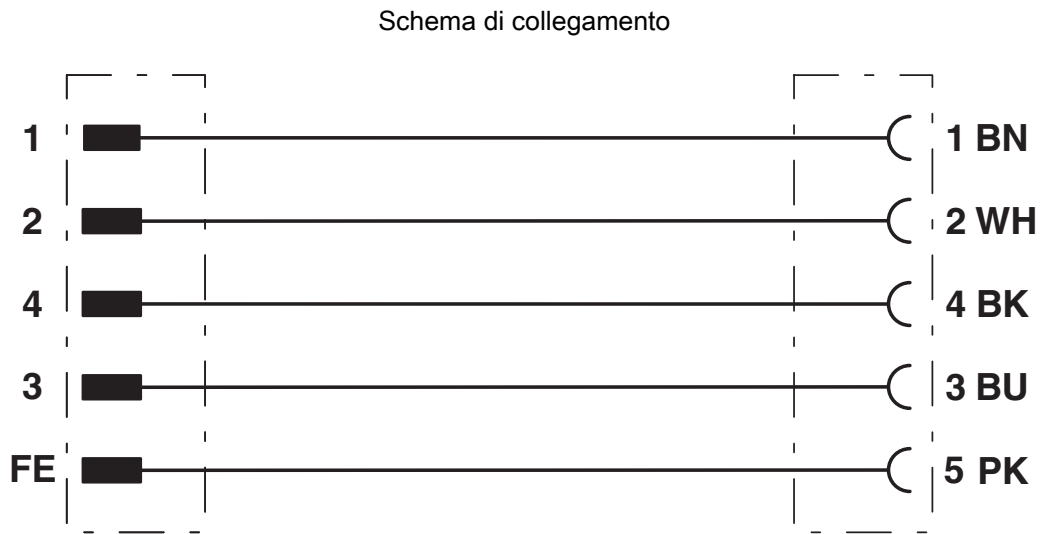 Schema di collegamento
1 1 BN
2 2 WH
4 4 BK
3 3 BU
FE 5 PK